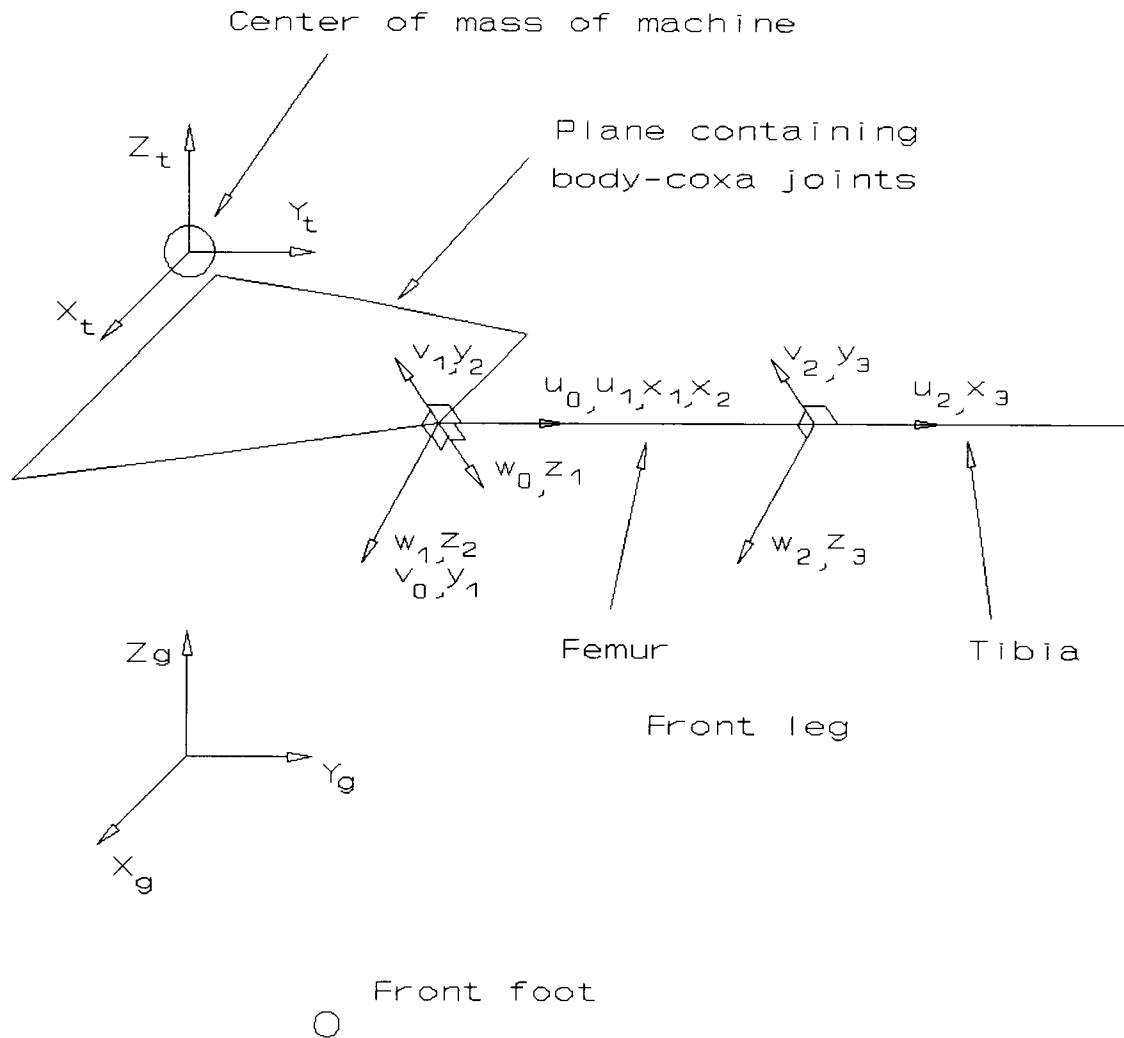 Center of mass of machine
Plane containing
body-coxa joints
Z_t
Y_t
X_t
v_1,y_2
v_2,y_3
u_0,u_1,x_1,x_2
u_2,x_3
w_0,z_1
w_1,z_2
v_0,y_1
w_2,z_3
Femur
Tibia
Front leg
Zg
Y_g
X_g
Front foot